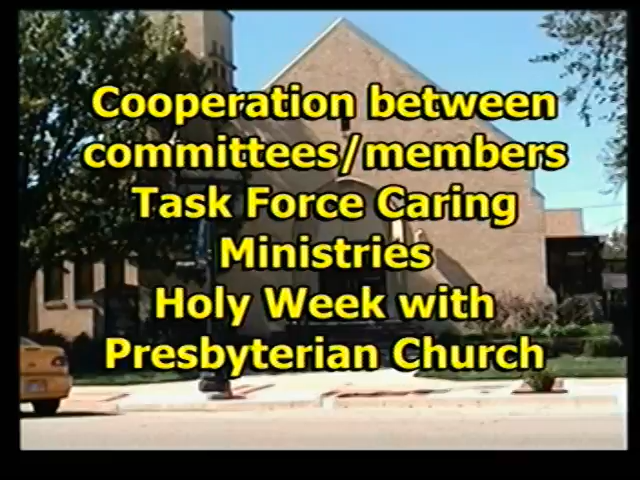 Cooperation between
committees/members
Task Force Caring
Ministries
Holy Week with
Presbyterian Church